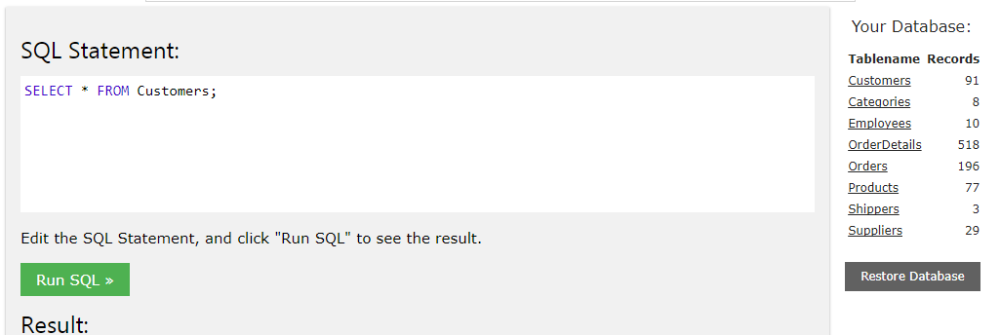 SQL Statement:
SELECT * FROM Customers;
Edit the SQL Statement, and click "Run SQL" to see the result.
Run SQL »
Result:
Your Database:
Tablename Records
Customers 91
Categories 8
Employees 10
OrderDetails 518
Orders 196
Products 77
Shippers 3
Suppliers 29
Restore Database